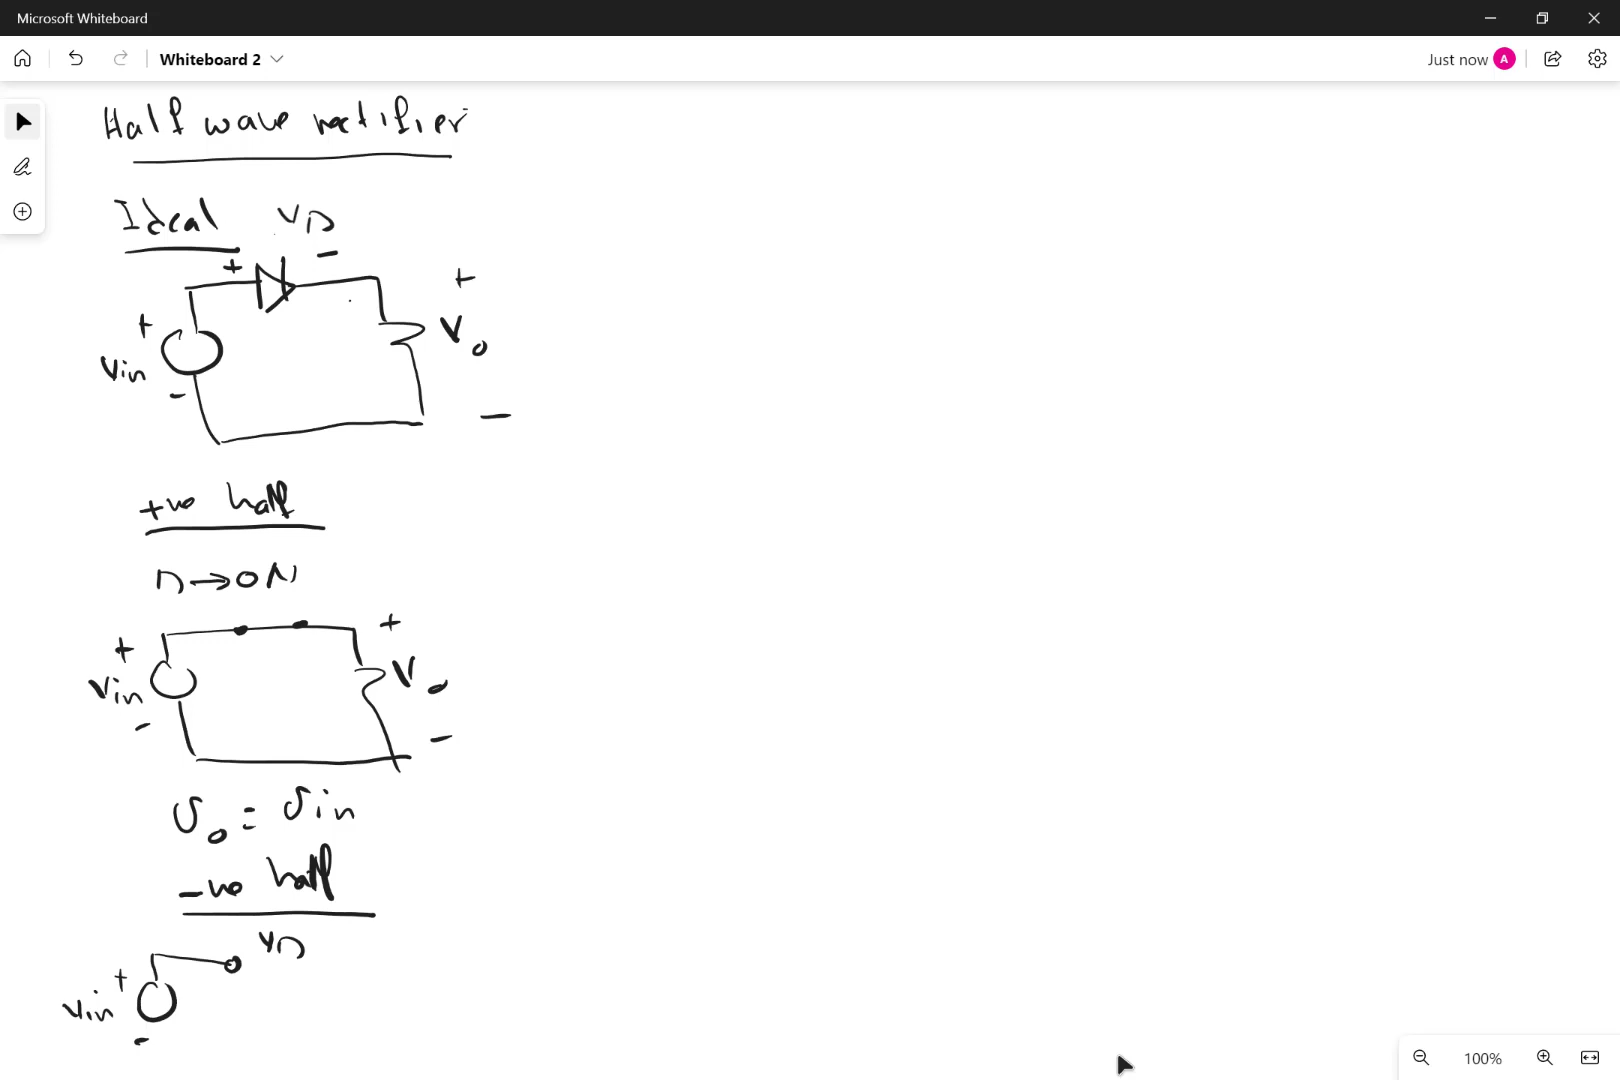 Microsoft Whiteboard
Whiteboard 2
Just now A
Half wave rectifier
Ideal VD
+ -
+ Vin -
+ Vo -
+ve half
D→ON
+ Vin -
+ Vo -
Vo = Vin
-ve half
VD
+ Vin -
100%